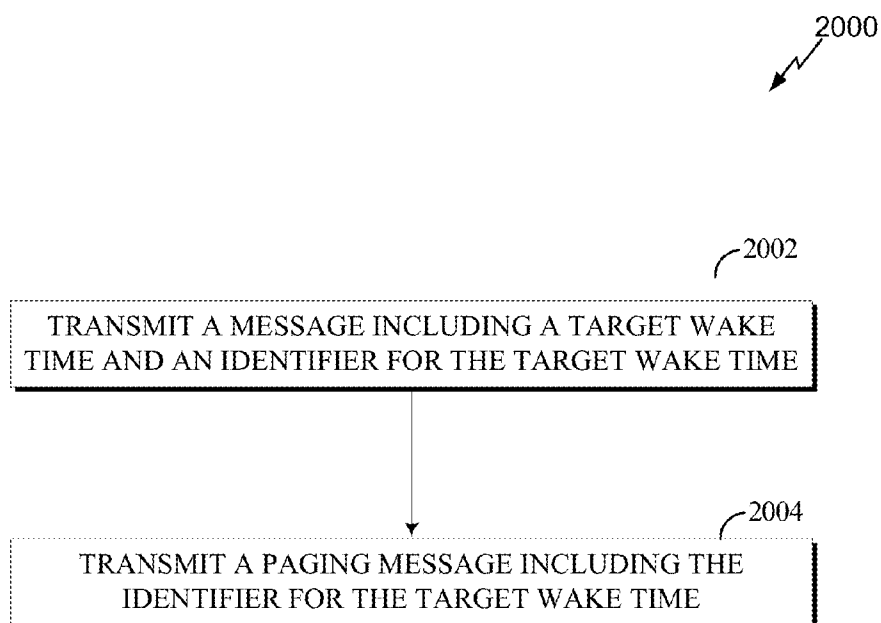 2000
2002
TRANSMIT A MESSAGE INCLUDING A TARGET WAKE
TIME AND AN IDENTIFIER FOR THE TARGET WAKE TIME
2004
TRANSMIT A PAGING MESSAGE INCLUDING THE
IDENTIFIER FOR THE TARGET WAKE TIME